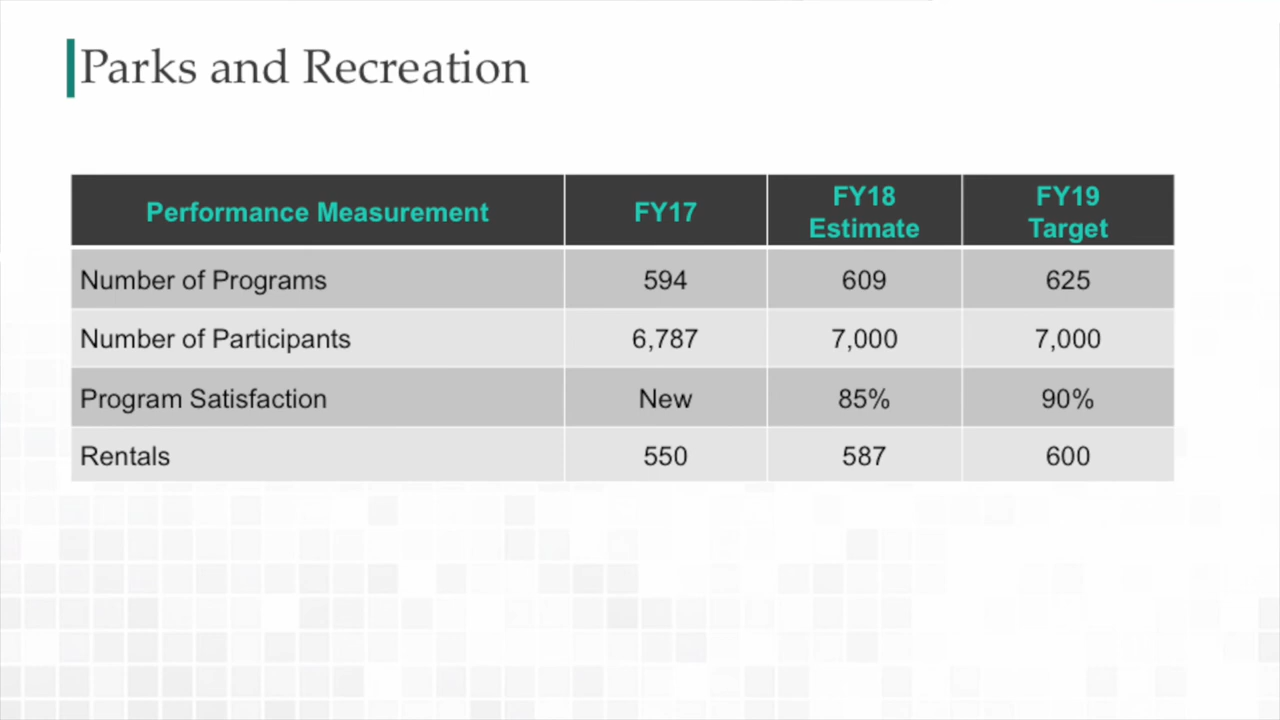 Parks and Recreation
Performance Measurement FY17 FY18 Estimate FY19 Target
Number of Programs 594 609 625
Number of Participants 6,787 7,000 7,000
Program Satisfaction New 85% 90%
Rentals 550 587 600